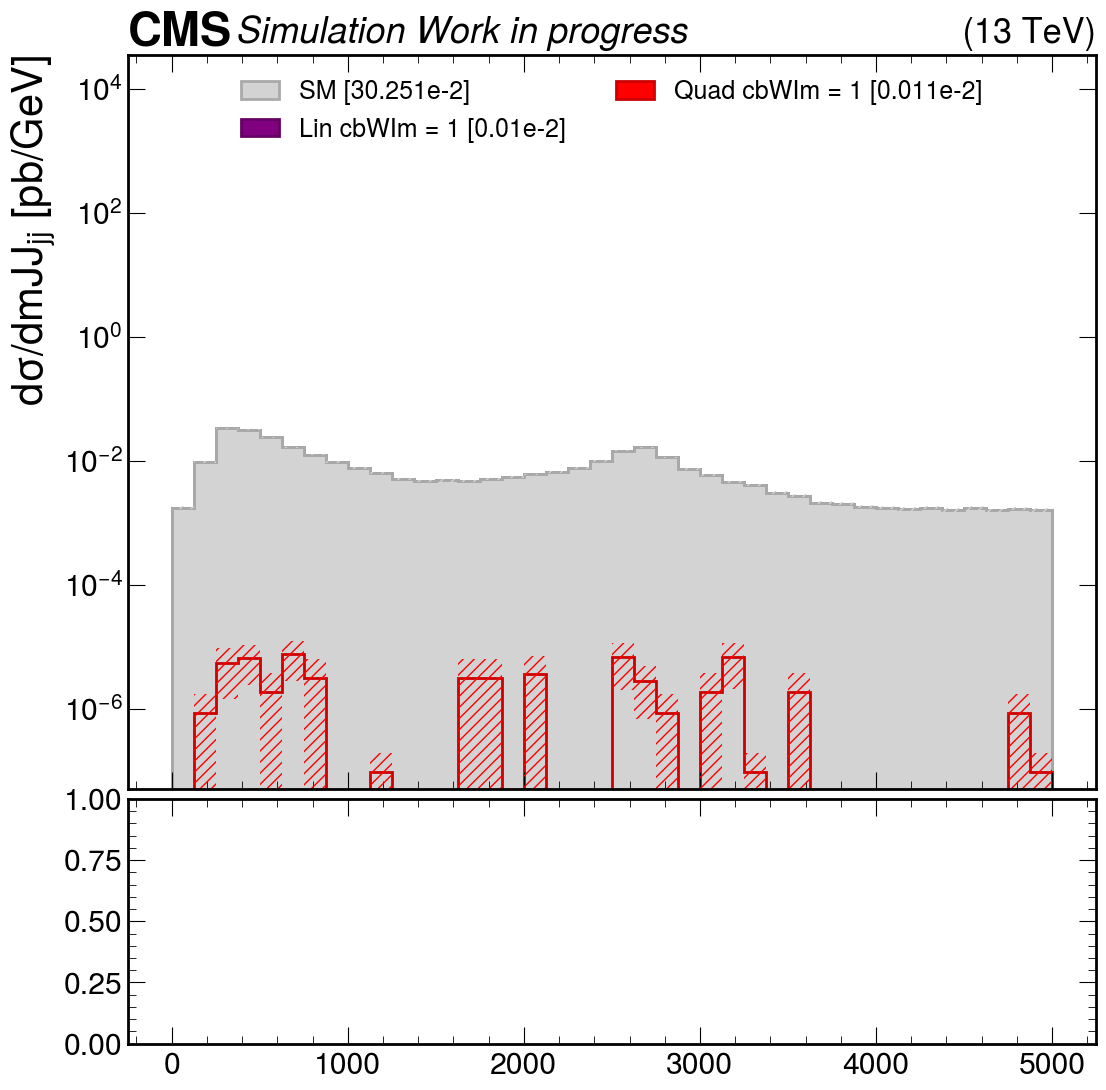 CMS Simulation Work in progress (13 TeV)
dσ/dmJJ_jj [pb/GeV]
SM [30.251e-2]
Quad cbWIm = 1 [0.011e-2]
Lin cbWIm = 1 [0.01e-2]
10⁴
10²
10⁰
10⁻²
10⁻⁴
10⁻⁶
1.00
0.75
0.50
0.25
0.00
0 1000 2000 3000 4000 5000